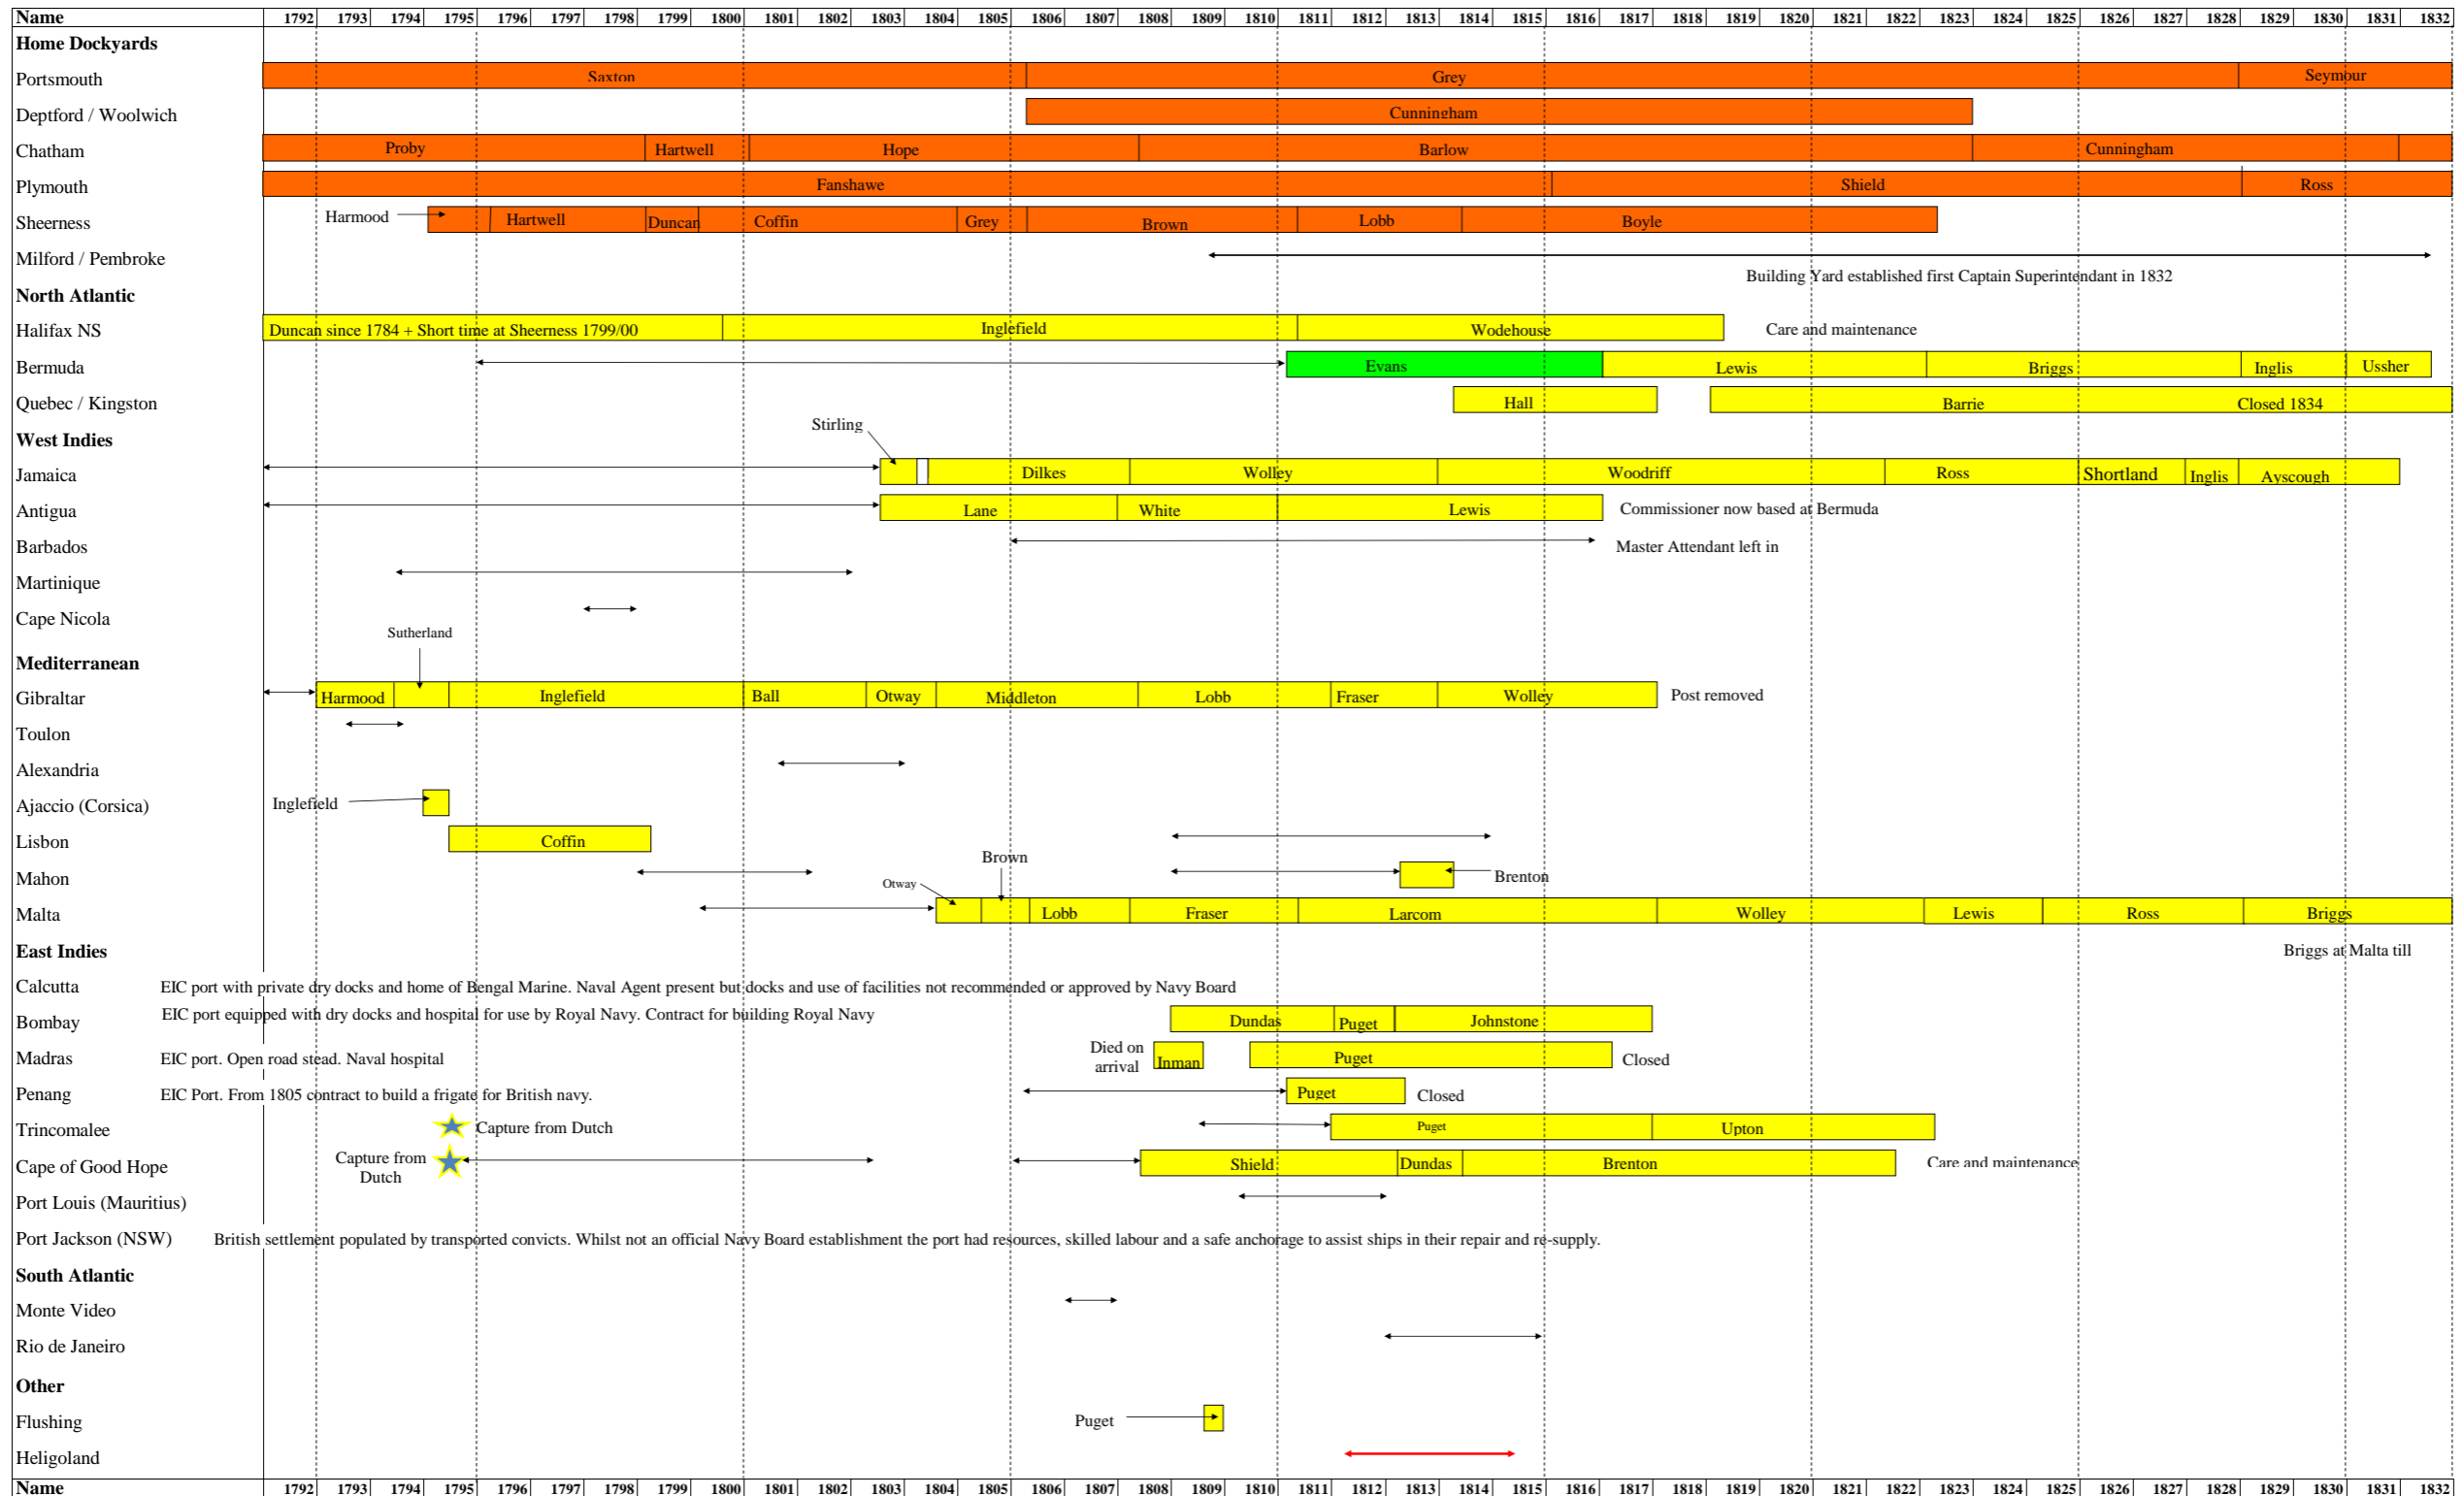 Name 1792 1793 1794 1795 1796 1797 1798 1799 1800 1801 1802 1803 1804 1805 1806 1807 1808 1809 1810 1811 1812 1813 1814 1815 1816 1817 1818 1819 1820 1821 1822 1823 1824 1825 1826 1827 1828 1829 1830 1831 1832
Home Dockyards
Portsmouth Saxton Grey Seymour
Deptford / Woolwich Cunningham
Chatham Proby Hartwell Hope Barlow Cunningham
Plymouth Fanshawe Shield Ross
Sheerness Harmood Hartwell Duncan Coffin Grey Brown Lobb Boyle
Milford / Pembroke
Building Yard established first Captain Superintendant in 1832
North Atlantic
Halifax NS Duncan since 1784 + Short time at Sheerness 1799/00 Inglefield Wodehouse Care and maintenance
Bermuda Evans Lewis Briggs Inglis Ussher
Quebec / Kingston Hall Barrie Closed 1834
Stirling
West Indies
Jamaica Dilkes Wolley Woodriff Ross Shortland Inglis Ayscough
Antigua Lane White Lewis Commissioner now based at Bermuda
Barbados Master Attendant left in
Martinique
Cape Nicola
Sutherland
Mediterranean
Gibraltar Harmood Inglefield Ball Otway Middleton Lobb Fraser Wolley Post removed
Toulon
Alexandria
Ajaccio (Corsica) Inglefield
Lisbon Coffin
Brown
Mahon Otway Brenton
Malta Lobb Fraser Larcom Wolley Lewis Ross Briggs
East Indies Briggs at Malta till
Calcutta EIC port with private dry docks and home of Bengal Marine. Naval Agent present but docks and use of facilities not recommended or approved by Navy Board
Bombay EIC port equipped with dry docks and hospital for use by Royal Navy. Contract for building Royal Navy Dundas Puget Johnstone
Madras EIC port. Open road stead. Naval hospital Died on arrival Inman Puget Closed
Penang EIC Port. From 1805 contract to build a frigate for British navy. Puget Closed
Trincomalee Capture from Dutch Puget Upton
Cape of Good Hope Capture from Dutch Shield Dundas Brenton Care and maintenance
Port Louis (Mauritius)
Port Jackson (NSW) British settlement populated by transported convicts. Whilst not an official Navy Board establishment the port had resources, skilled labour and a safe anchorage to assist ships in their repair and re-supply.
South Atlantic
Monte Video
Rio de Janeiro
Other
Flushing Puget
Heligoland
Name 1792 1793 1794 1795 1796 1797 1798 1799 1800 1801 1802 1803 1804 1805 1806 1807 1808 1809 1810 1811 1812 1813 1814 1815 1816 1817 1818 1819 1820 1821 1822 1823 1824 1825 1826 1827 1828 1829 1830 1831 1832